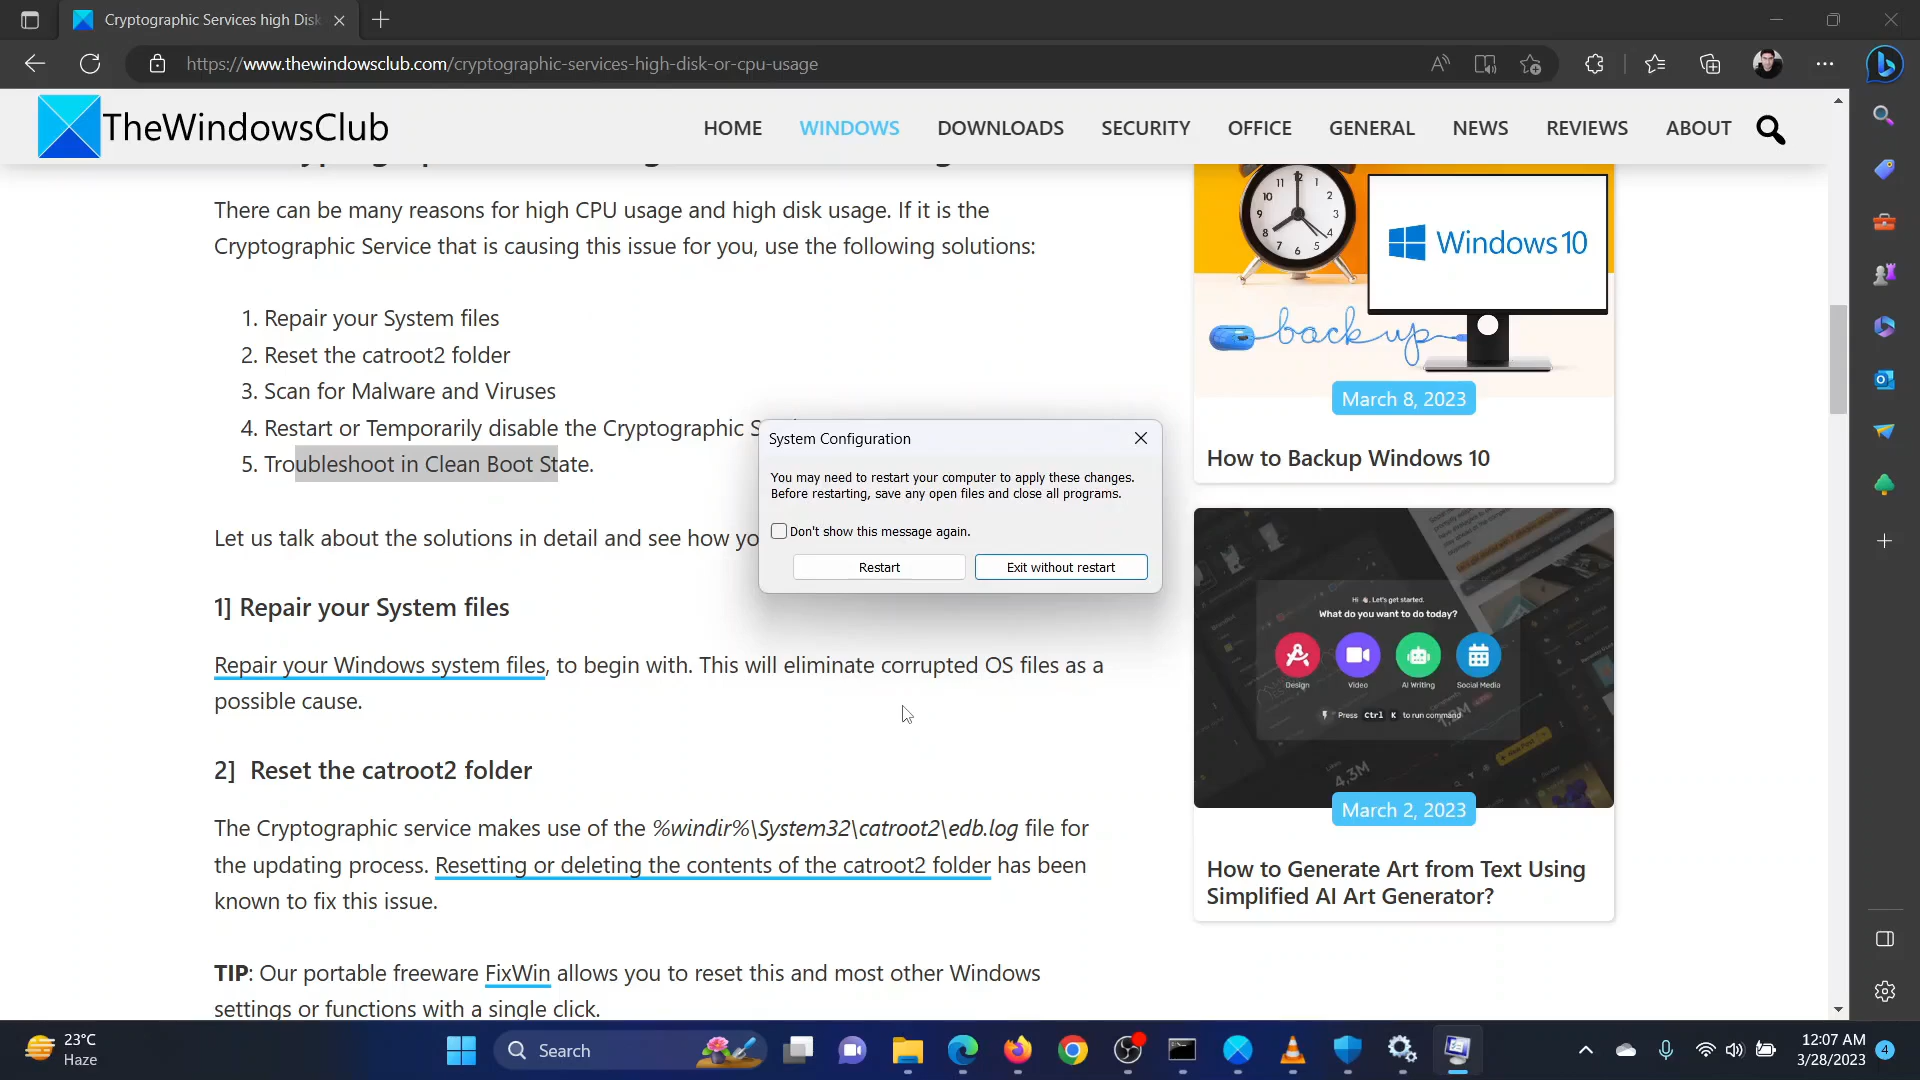 Cryptographic Services high Disk
https://www.thewindowsclub.com/cryptographic-services-high-disk-or-cpu-usage
TheWindowsClub
HOME
WINDOWS
DOWNLOADS
SECURITY
OFFICE
GENERAL
NEWS
REVIEWS
ABOUT
There can be many reasons for high CPU usage and high disk usage. If it is the
Cryptographic Service that is causing this issue for you, use the following solutions:
1. Repair your System files
2. Reset the catroot2 folder
3. Scan for Malware and Viruses
4. Restart or Temporarily disable the Cryptographic S
5. Troubleshoot in Clean Boot State.
Let us talk about the solutions in detail and see how yo
System Configuration
You may need to restart your computer to apply these changes.
Before restarting, save any open files and close all programs.
Don't show this message again.
Restart
Exit without restart
1] Repair your System files
Repair your Windows system files, to begin with. This will eliminate corrupted OS files as a
possible cause.
2] Reset the catroot2 folder
The Cryptographic service makes use of the %windir%\System32\catroot2\edb.log file for
the updating process. Resetting or deleting the contents of the catroot2 folder has been
known to fix this issue.
TIP: Our portable freeware FixWin allows you to reset this and most other Windows
settings or functions with a single click.
Windows 10
backup
March 8, 2023
How to Backup Windows 10
Hi 👋, Let's get started.
What do you want to do today?
Design
Video
AI Writing
Social Media
Press Ctrl K to run command
4,3M
March 2, 2023
How to Generate Art from Text Using
Simplified AI Art Generator?
23°C
Haze
Search
12:07 AM
3/28/2023
4